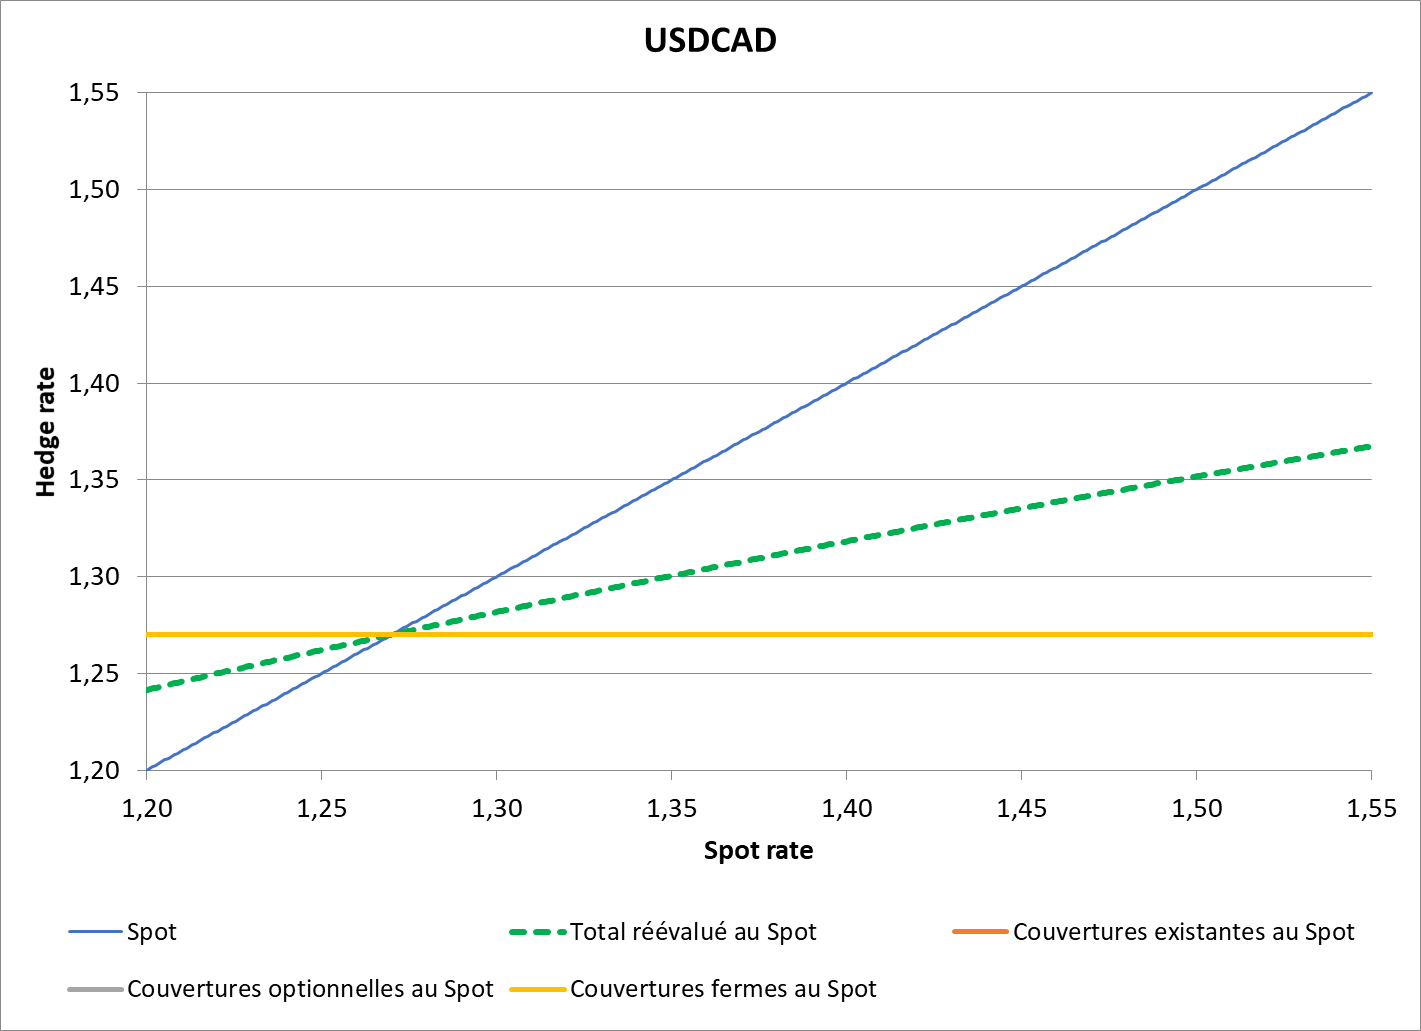 USDCAD
1,55
1,50
1,45
1,40
1,35
1,30
1,25
1,20
Hedge rate
1,20 1,25 1,30 1,35 1,40 1,45 1,50 1,55
Spot rate
Spot Total réévalué au Spot Couvertures existantes au Spot
Couvertures optionnelles au Spot Couvertures fermes au Spot